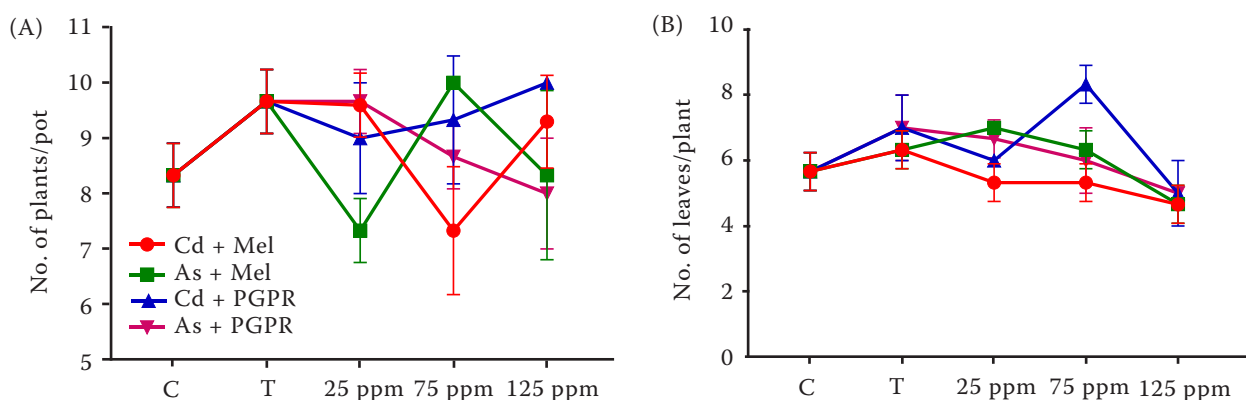 (A)
No. of plants/pot
11
10
9
8
7
6
5
Cd + Mel
As + Mel
Cd + PGPR
As + PGPR
C T 25 ppm 75 ppm 125 ppm
(B)
No. of leaves/plant
10
8
6
4
2
0
C T 25 ppm 75 ppm 125 ppm